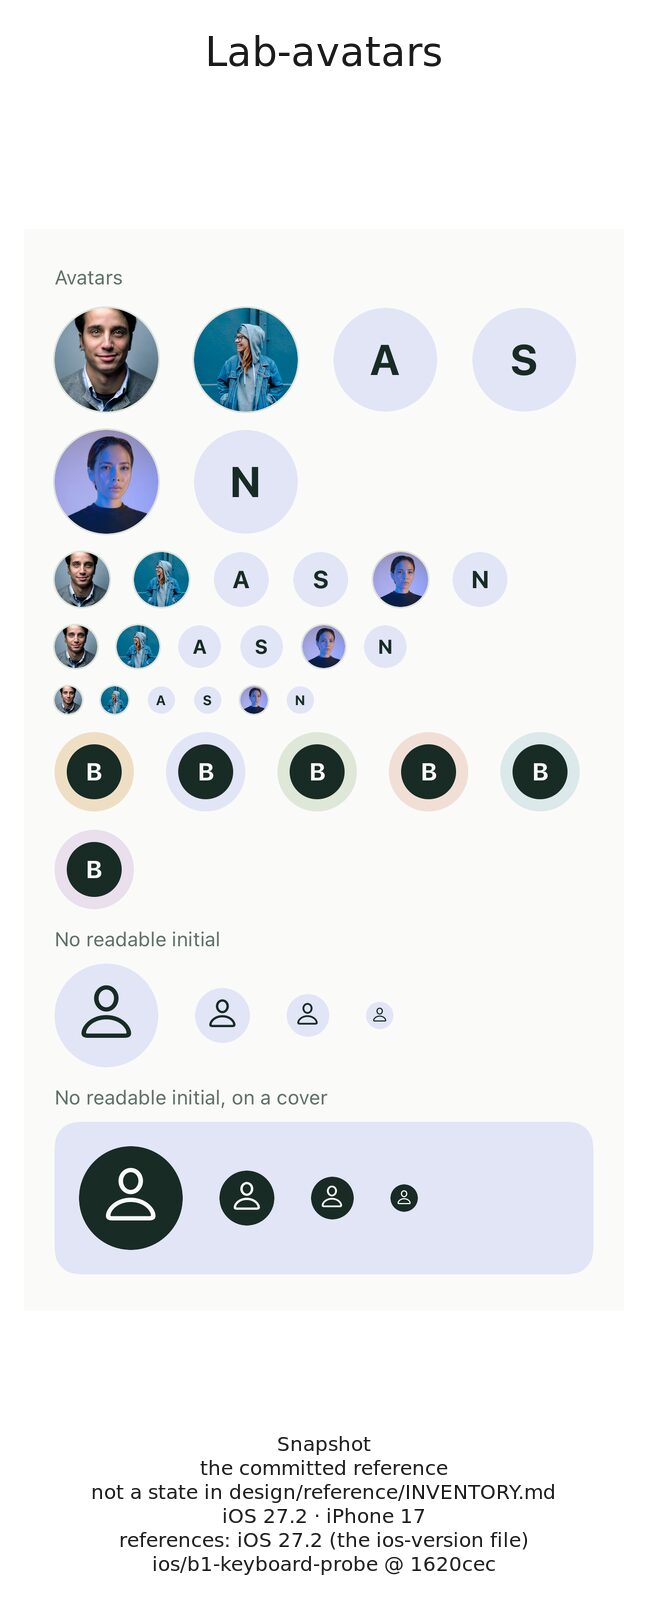 Lab-avatars
Avatars
A S
N
A S N
A S N
A S N
B B B B B
B
No readable initial
No readable initial, on a cover
Snapshot
the committed reference
not a state in design/reference/INVENTORY.md
iOS 27.2 · iPhone 17
references: iOS 27.2 (the ios-version file)
ios/b1-keyboard-probe @ 1620cec